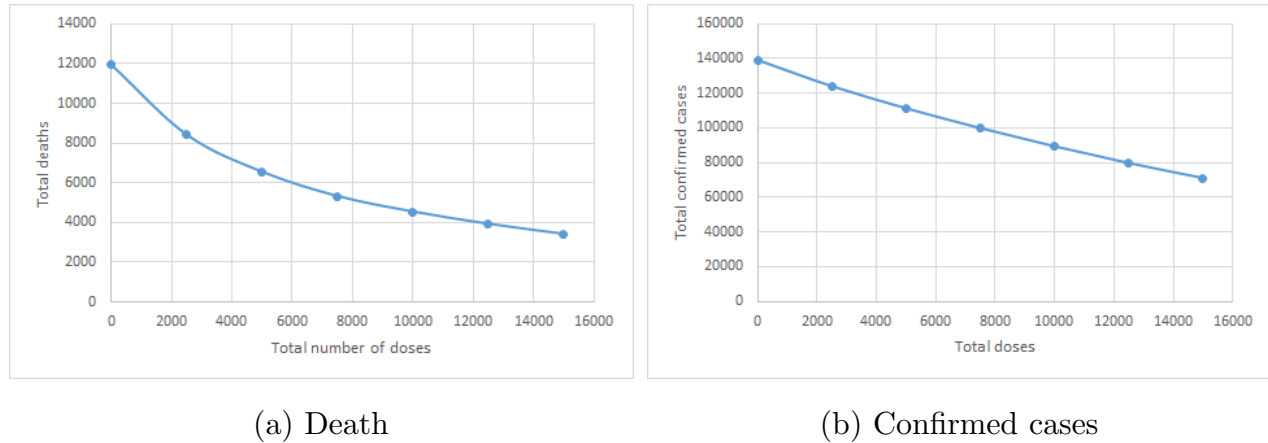 14000
12000
10000
8000
6000
4000
2000
0
Total deaths
0 2000 4000 6000 8000 10000 12000 14000 16000
Total number of doses
(a) Death
160000
140000
120000
100000
80000
60000
40000
20000
0
Total confirmed cases
0 2000 4000 6000 8000 10000 12000 14000 16000
Total doses
(b) Confirmed cases